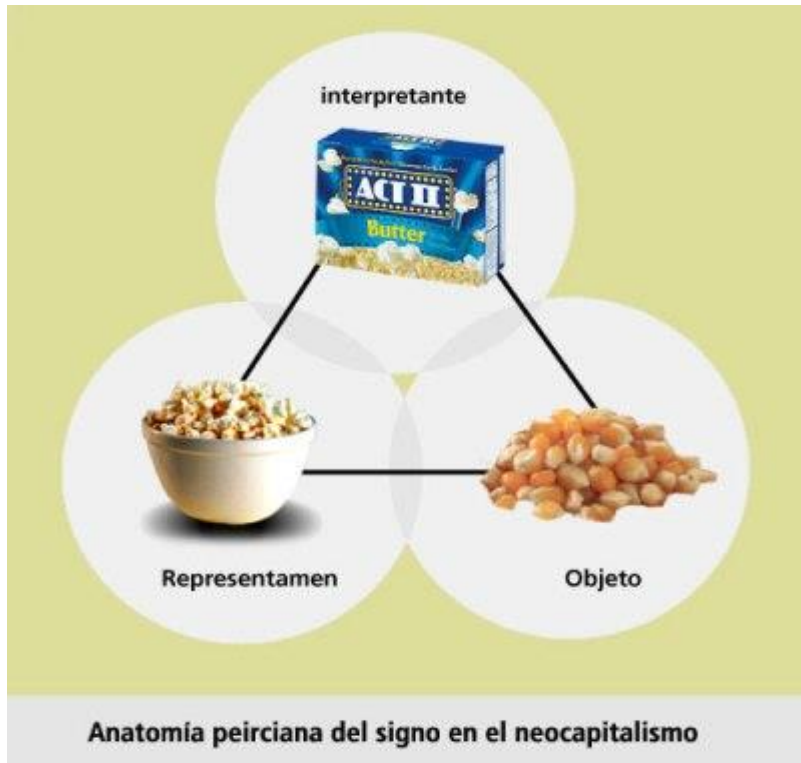 interpretante
ACT II
Butter
Representamen
Objeto
Anatomía peirciana del signo en el neocapitalismo